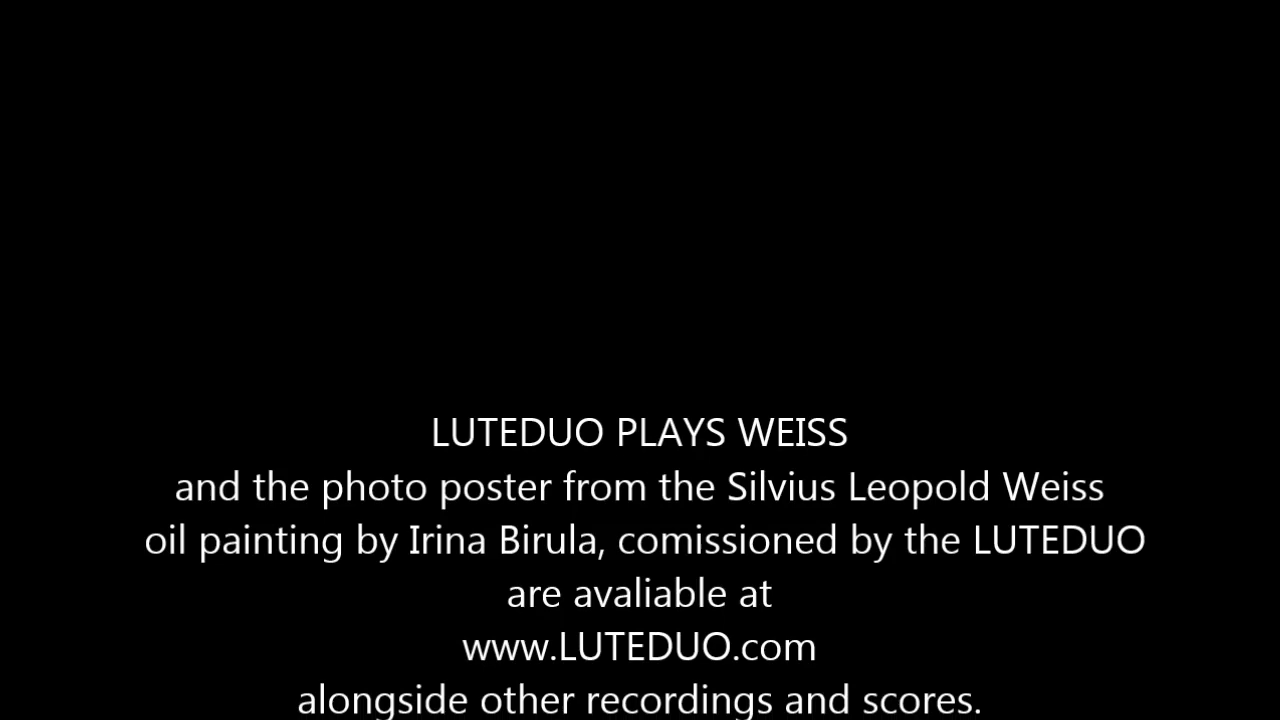 LUTEDUO PLAYS WEISS
and the photo poster from the Silvius Leopold Weiss
oil painting by Irina Birula, comissioned by the LUTEDUO
are avaliable at
www.LUTEDUO.com
alongside other recordings and scores.